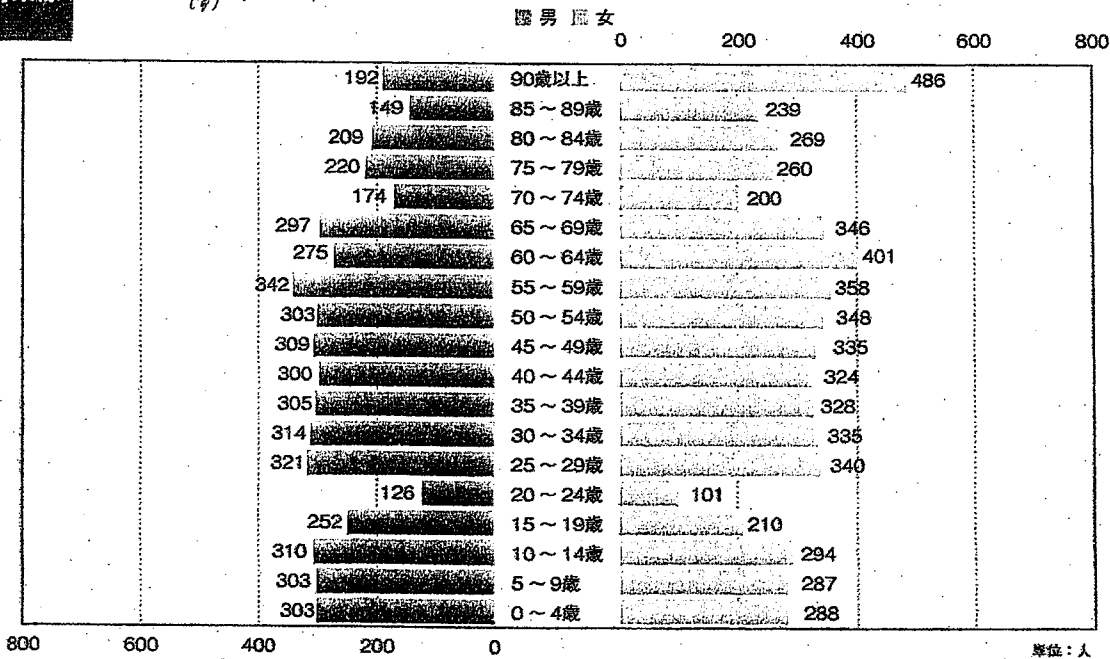 (9)
男 女
0 200 400 600 800
192 90歳以上 486
149 85～89歳 239
209 80～84歳 269
220 75～79歳 260
174 70～74歳 200
297 65～69歳 346
275 60～64歳 401
342 55～59歳 358
303 50～54歳 348
309 45～49歳 335
300 40～44歳 324
305 35～39歳 328
314 30～34歳 335
321 25～29歳 340
126 20～24歳 101
252 15～19歳 210
310 10～14歳 294
303 5～9歳 287
303 0～4歳 288
800 600 400 200 0
単位：人